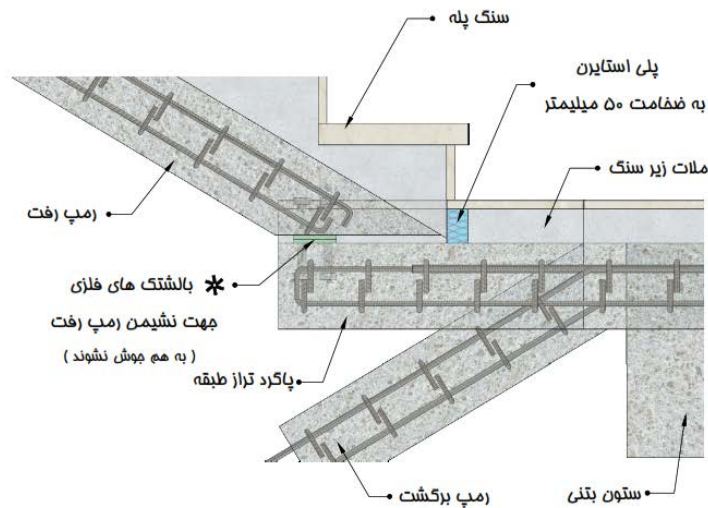 سنگ پله
پلی استایرن
به ضخامت ۵۰ میلیمتر
ملات زیر سنگ
رمپ رفت
* بالشتک های فلزی
جهت نشیمن رمپ رفت
( به هم جوش نشوند )
پاگرد تراز طبقه
رمپ برگشت
ستون بتنی